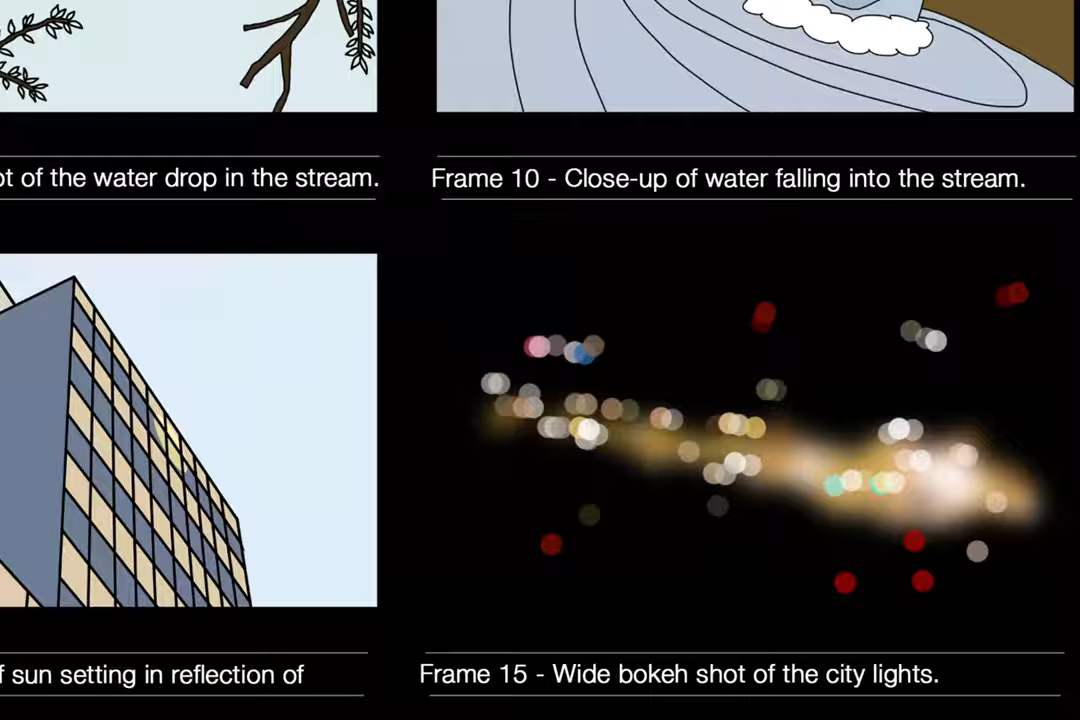 of the water drop in the stream.
Frame 10 - Close-up of water falling into the stream.
sun setting in reflection of
Frame 15 - Wide bokeh shot of the city lights.